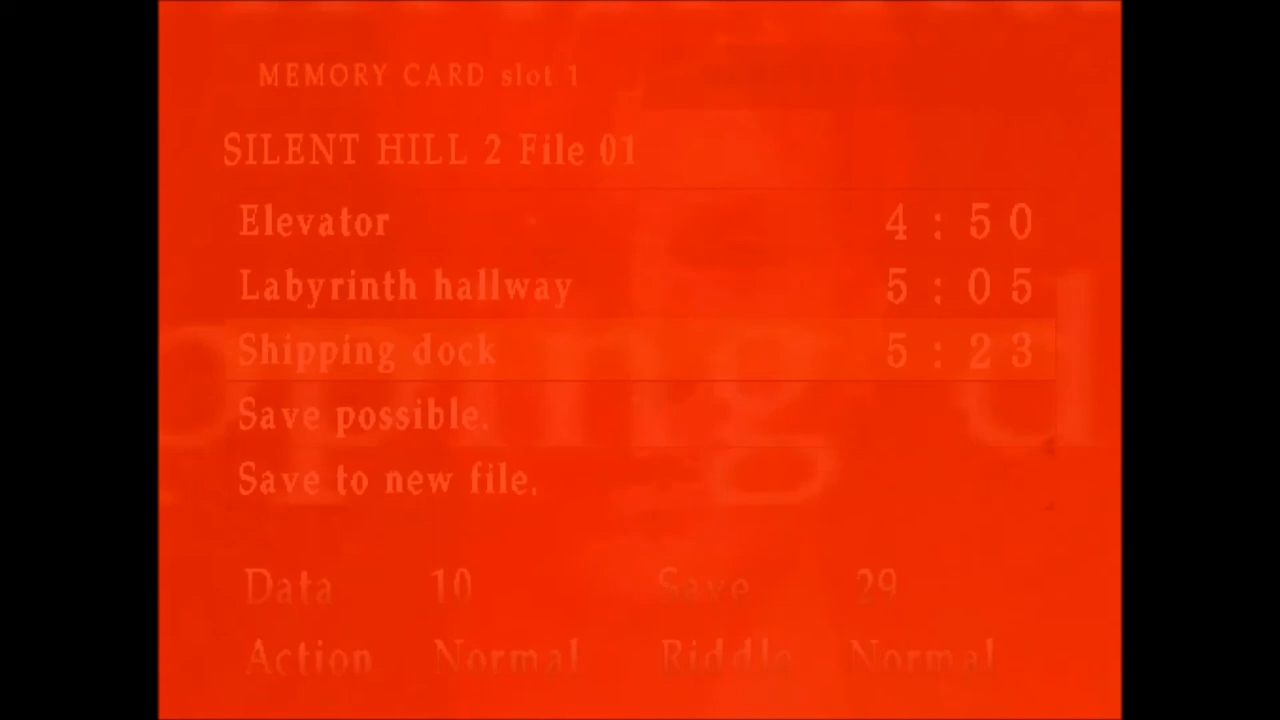 MEMORY CARD slot 1
SILENT HILL 2 File 01
Elevator 4:50
Labyrinth hallway 5:05
Shipping dock 5:23
Save possible.
Save to new file.
Data 10 Save 29
Action Normal Riddle Normal